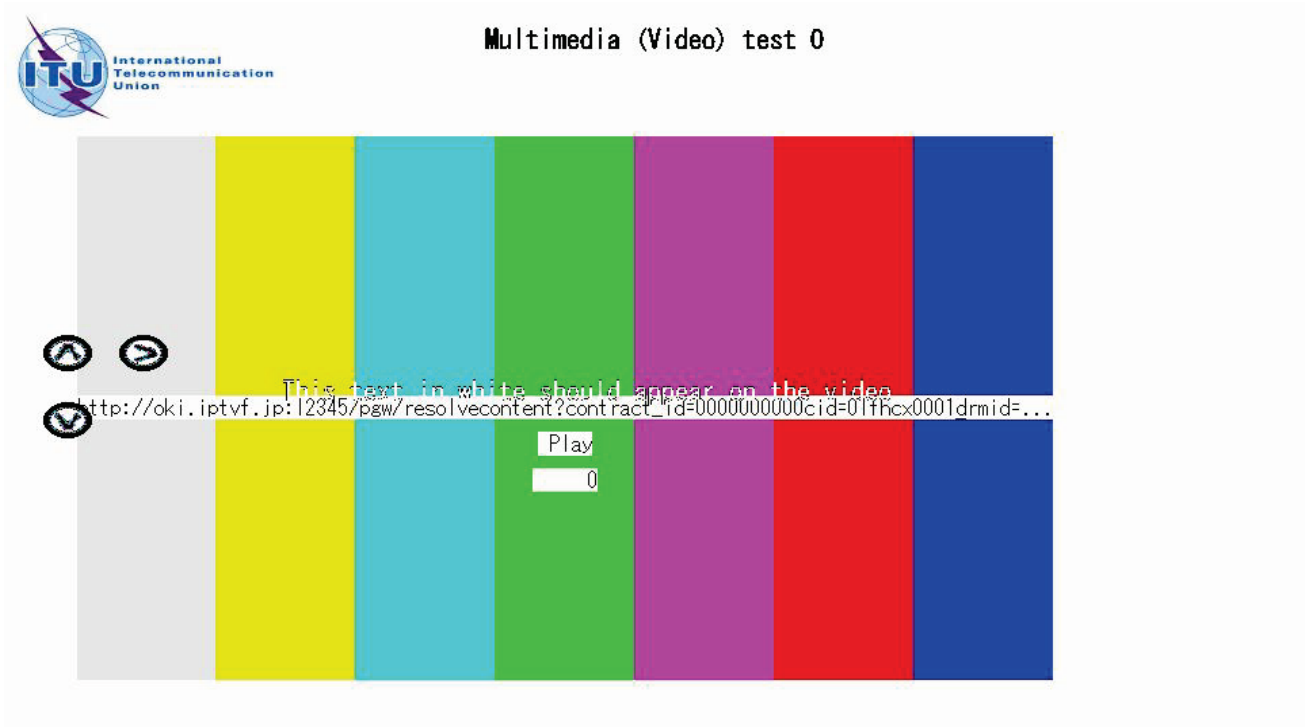 Multimedia (Video) test 0
ITU
International
Telecommunication
Union
This text in white should appear on the video
http://oki.iptvf.jp:12345/pgw/resolvecontent?contract_id=0000000000cid=01fhcx0001drmid=...
Play
0